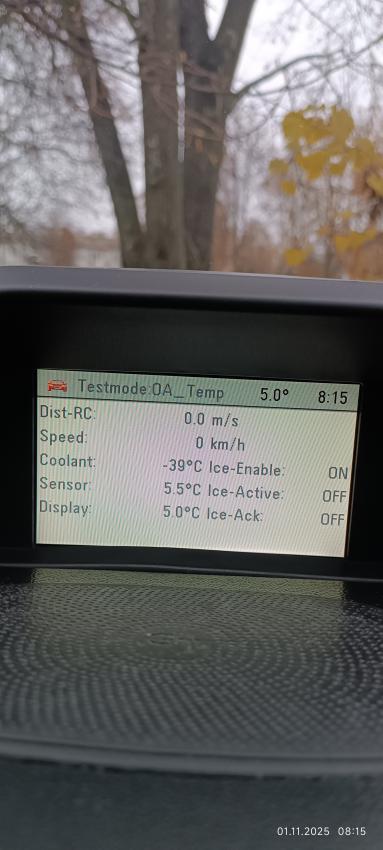 Testmode:OA_Temp 5.0° 8:15
Dist-RC: 0.0 m/s
Speed: 0 km/h
Coolant: -39°C Ice-Enable: ON
Sensor: 5.5°C Ice-Active: OFF
Display: 5.0°C Ice-Ack: OFF
01.11.2025 08:15